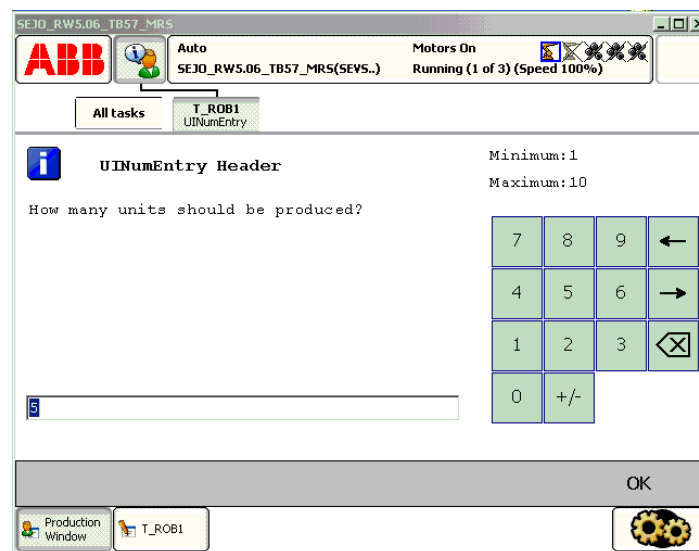 SEJO_RW5.06_TB57_MRS
ABB
Auto
SEJO_RW5.06_TB57_MRS(SEVS..)
Motors On
Running (1 of 3) (Speed 100%)
All tasks
T_ROB1
UINumEntry
UINumEntry Header
How many units should be produced?
Minimum:1
Maximum:10
7 8 9
4 5 6
1 2 3
0 +/-
5
OK
Production
Window
T_ROB1